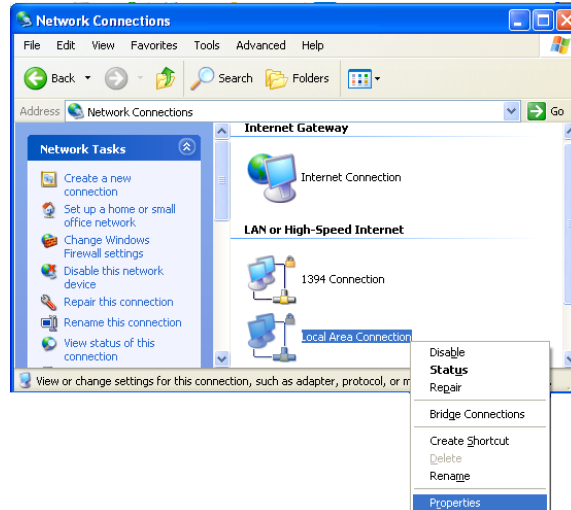 Network Connections
File Edit View Favorites Tools Advanced Help
Back Search Folders
Address Network Connections Go
Network Tasks
Create a new
connection
Set up a home or small
office network
Change Windows
Firewall settings
Disable this network
device
Repair this connection
Rename this connection
View status of this
connection
Internet Gateway
Internet Connection
LAN or High-Speed Internet
1394 Connection
Local Area Connection
View or change settings for this connection, such as adapter, protocol, or
Disable
Status
Repair
Bridge Connections
Create Shortcut
Delete
Rename
Properties